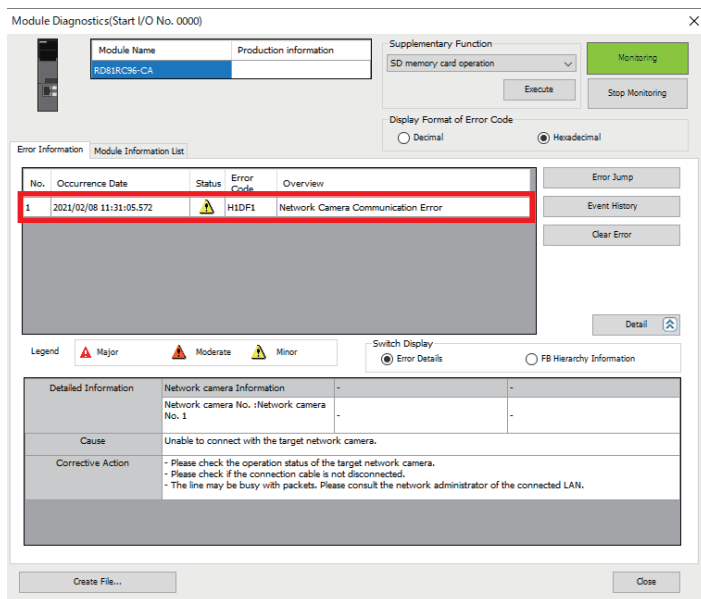 Module Diagnostics(Start I/O No. 0000)
Module Name Production information
RD81RC96-CA
Supplementary Function
SD memory card operation
Execute
Monitoring
Stop Monitoring
Display Format of Error Code
Decimal Hexadecimal
Error Information Module Information List
No. Occurrence Date Status Error Code Overview
1 2021/02/08 11:31:05.572 H1DF1 Network Camera Communication Error
Error Jump
Event History
Clear Error
Detail
Legend Major Moderate Minor
Switch Display
Error Details FB Hierarchy Information
Detailed Information Network camera Information - -
Network camera No. :Network camera
No. 1 - -
Cause Unable to connect with the target network camera.
Corrective Action - Please check the operation status of the target network camera.
- Please check if the connection cable is not disconnected.
- The line may be busy with packets. Please consult the network administrator of the connected LAN.
Create File... Close